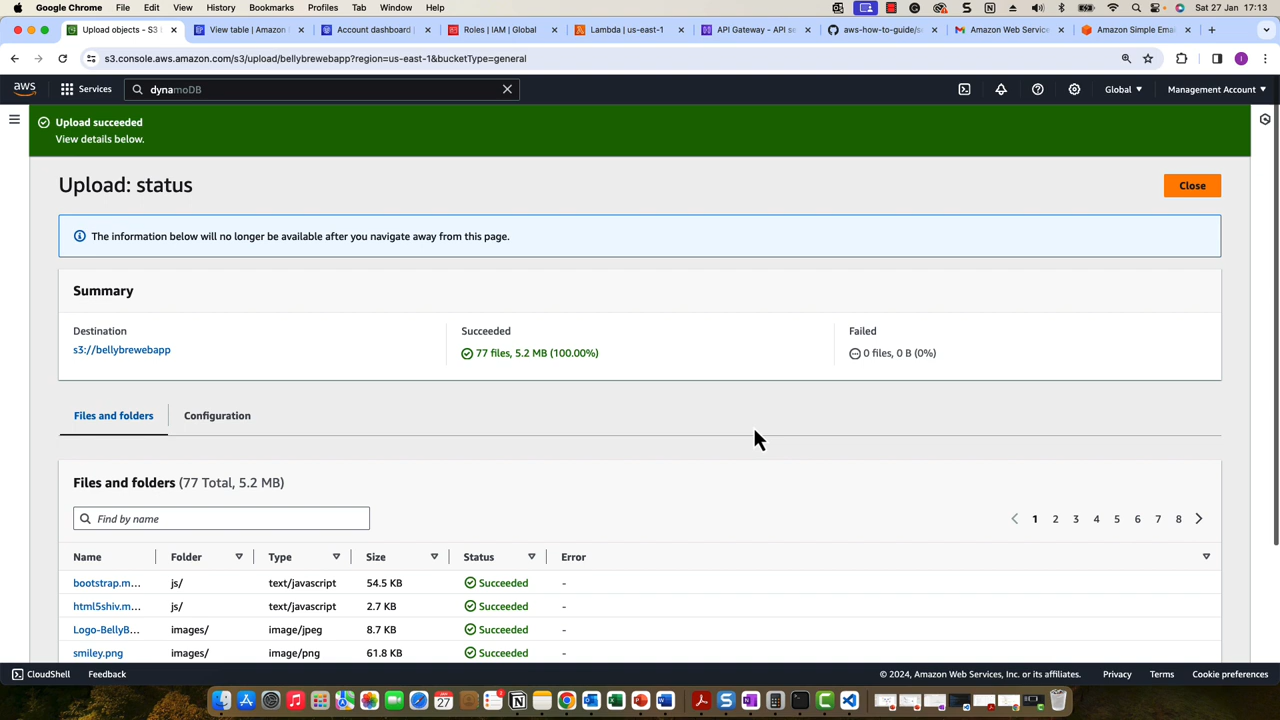 Google Chrome File Edit View History Bookmarks Profiles Tab Window Help Sat 27 Jan 17:13
Upload objects - S3 View table | Amazon Account dashboard | Roles | IAM | Global Lambda | us-east-1 API Gateway - API se aws-how-to-guide/s Amazon Web Service Amazon Simple Emai
s3.console.aws.amazon.com/s3/upload/bellybrewebapp?region=us-east-1&bucketType=general
aws Services dynamoDB Global Management Account
Upload succeeded
View details below.
Upload: status
Close
The information below will no longer be available after you navigate away from this page.
Summary
Destination Succeeded Failed
s3://bellybrewebapp 77 files, 5.2 MB (100.00%) 0 files, 0 B (0%)
Files and folders Configuration
Files and folders (77 Total, 5.2 MB)
Find by name 1 2 3 4 5 6 7 8
Name Folder Type Size Status Error
bootstrap.m... js/ text/javascript 54.5 KB Succeeded -
html5shiv.m... js/ text/javascript 2.7 KB Succeeded -
Logo-BellyB... images/ image/jpeg 8.7 KB Succeeded -
smiley.png images/ image/png 61.8 KB Succeeded -
CloudShell Feedback © 2024, Amazon Web Services, Inc. or its affiliates. Privacy Terms Cookie preferences